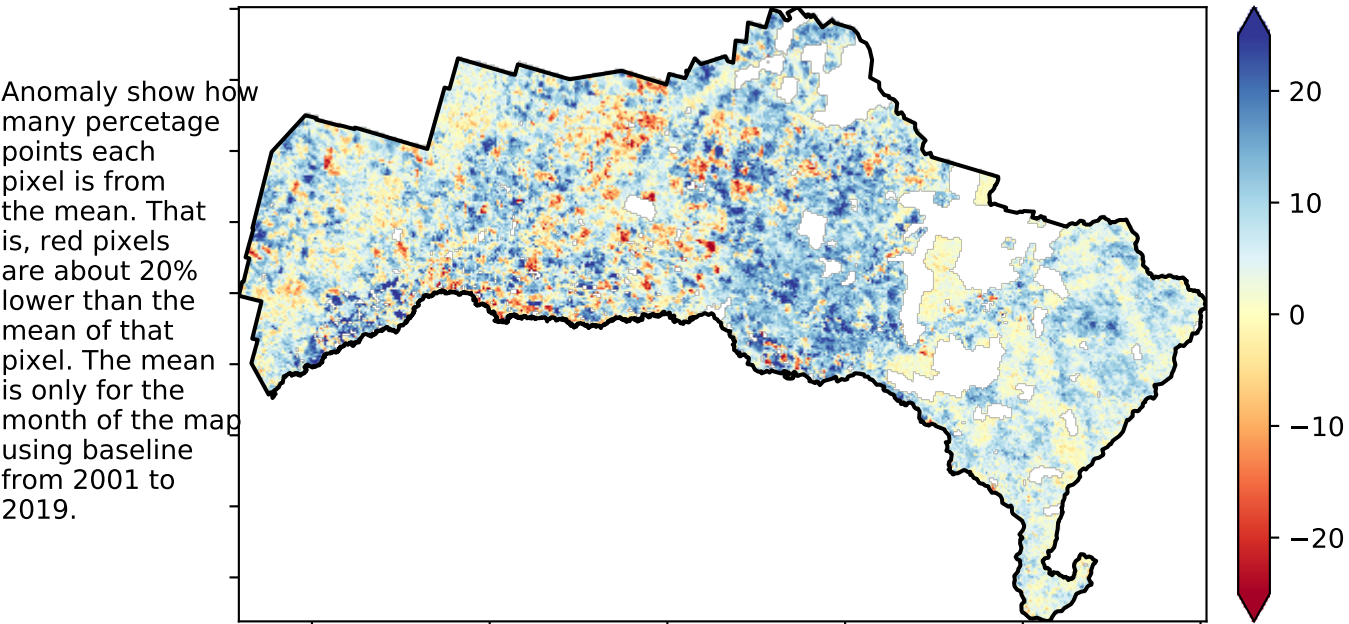 Anomaly show how
many percetage
points each
pixel is from
the mean. That
is, red pixels
are about 20%
lower than the
mean of that
pixel. The mean
is only for the
month of the map
using baseline
from 2001 to
2019.
20
10
0
−10
−20